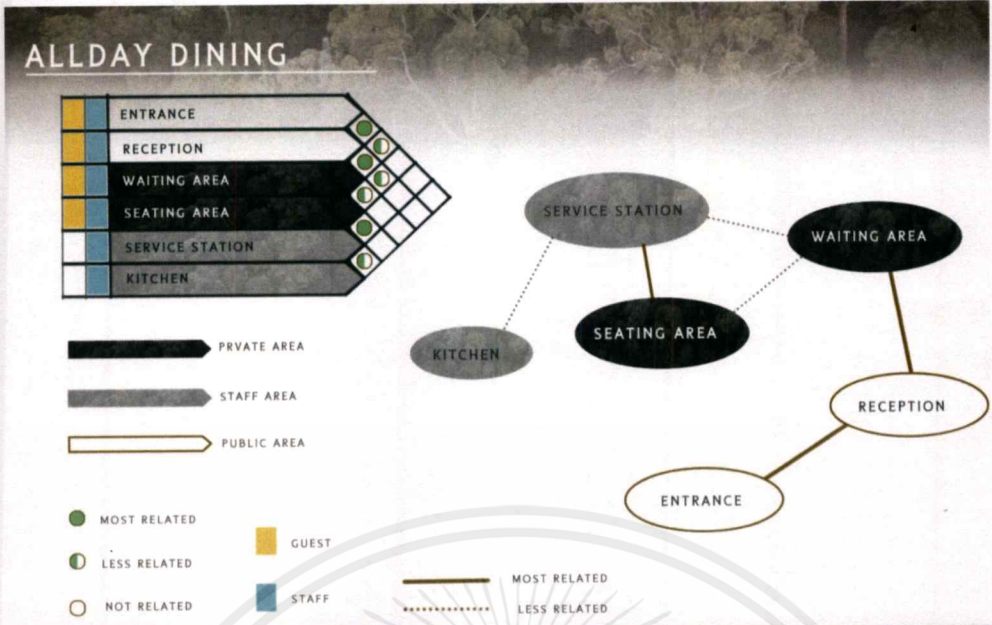 ALLDAY DINING
ENTRANCE
RECEPTION
WAITING AREA
SEATING AREA
SERVICE STATION
KITCHEN
PRVATE AREA
STAFF AREA
PUBLIC AREA
MOST RELATED
LESS RELATED
NOT RELATED
GUEST
STAFF
MOST RELATED
LESS RELATED
SERVICE STATION
WAITING AREA
SEATING AREA
KITCHEN
RECEPTION
ENTRANCE